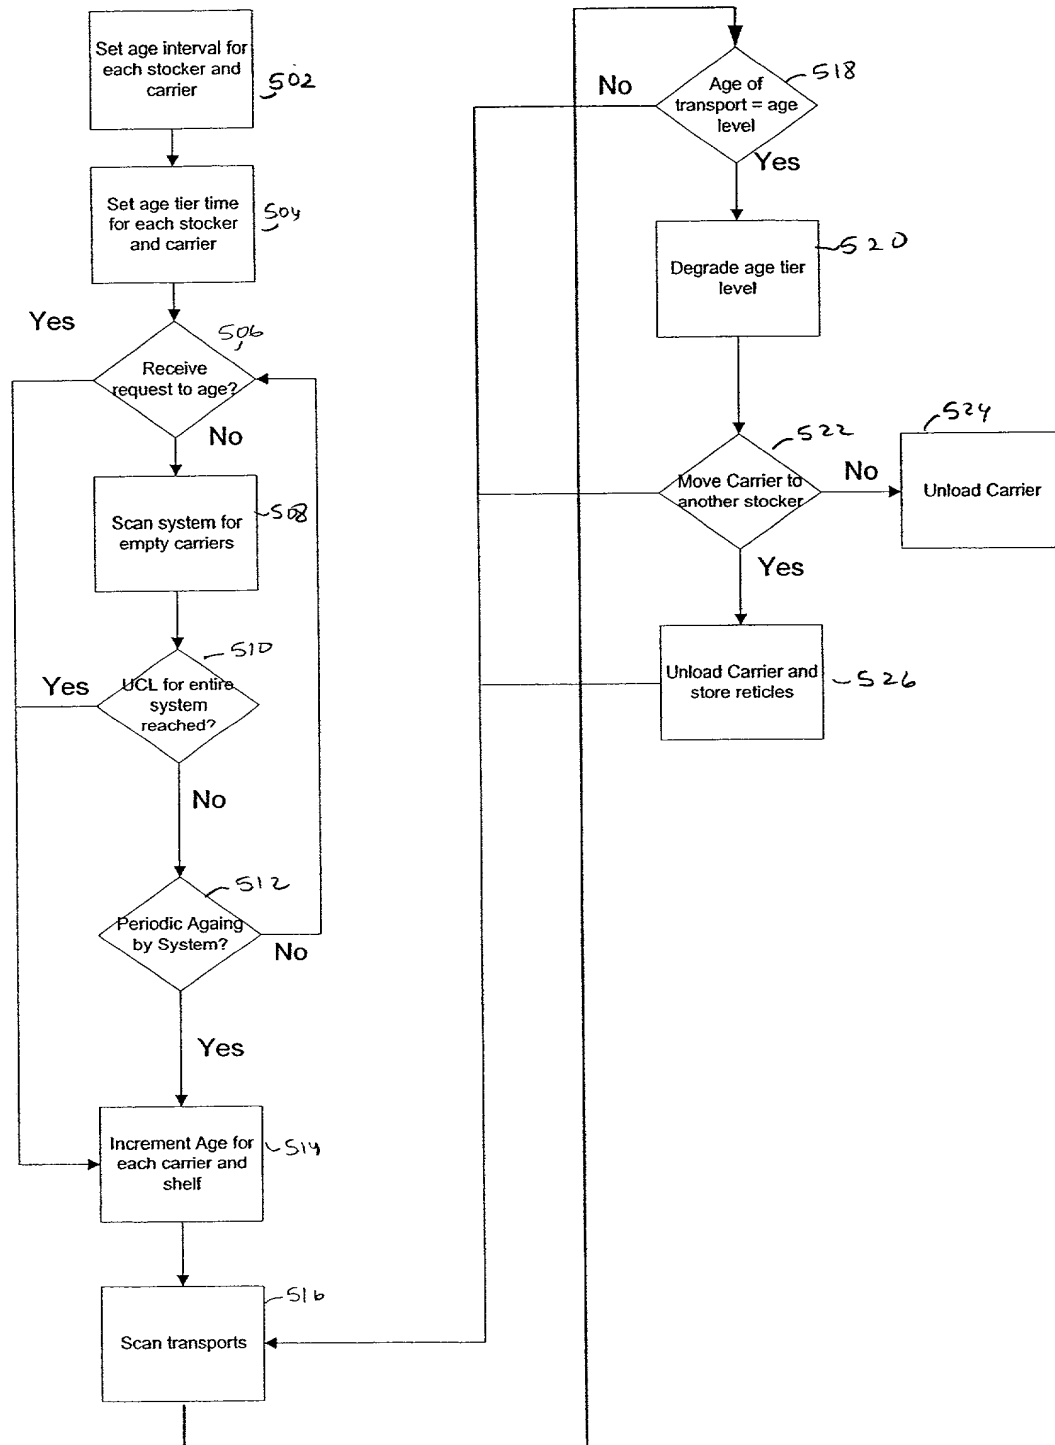 Set age interval for
each stocker and
carrier
502
Set age tier time
for each stocker
and carrier
504
Yes
506
Receive
request to age?
No
Scan system for
empty carriers
508
510
Yes
UCL for entire
system
reached?
No
512
Periodic Againg
by System?
No
Yes
Increment Age for
each carrier and
shelf
514
516
Scan transports
518
No
Age of
transport = age
level
Yes
520
Degrade age tier
level
522
Move Carrier to
another stocker
No
524
Unload Carrier
Yes
Unload Carrier and
store reticles
526